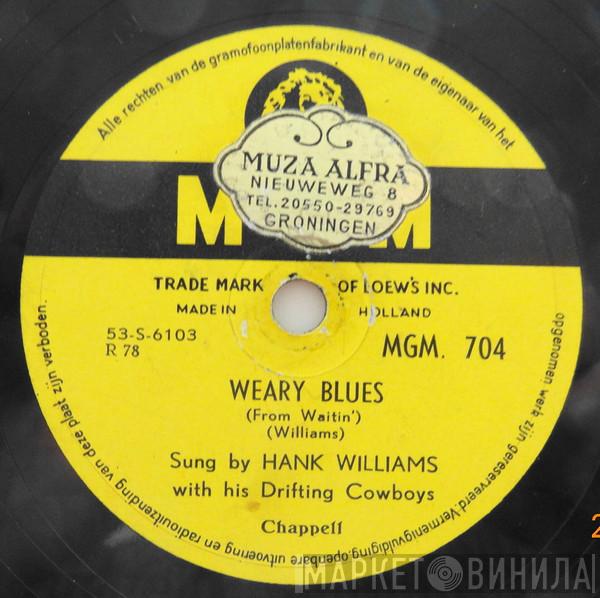 Alle rechten van de gramofoonplatenfabrikant en van de eigenaar van het
opgenomen werk zijn gereserveerd. Vermenigvuldiging, openbare uitvoering en radiouitzending van deze plaat zijn verboden.
MUZA ALFRA
NIEUWEWEG 8
TEL. 20550-29769
GRONINGEN
M M
TRADE MARK OF LOEW'S INC.
MADE IN HOLLAND
53-S-6103
R 78
MGM. 704
WEARY BLUES
(From Waitin')
(Williams)
Sung by HANK WILLIAMS
with his Drifting Cowboys
Chappell
МАРКЕТ ВИНИЛА